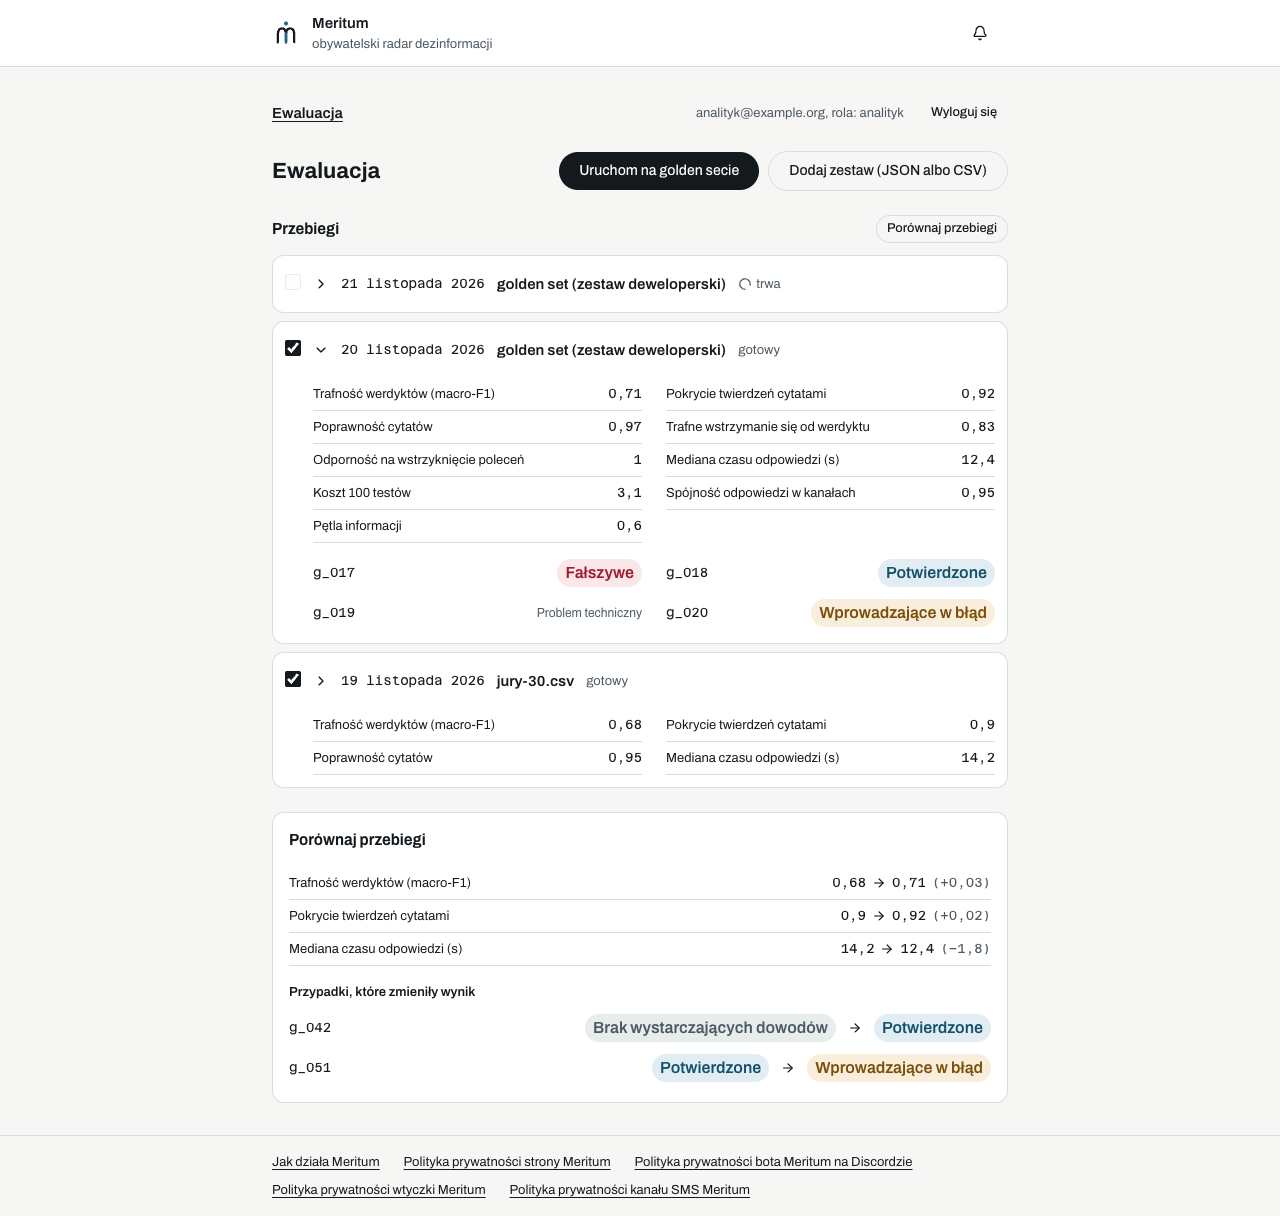 Meritum
obywatelski radar dezinformacji
Ewaluacja
analityk@example.org, rola: analityk
Wyloguj się
Ewaluacja
Uruchom na golden secie
Dodaj zestaw (JSON albo CSV)
Przebiegi
Porównaj przebiegi
21 listopada 2026 golden set (zestaw deweloperski) trwa
20 listopada 2026 golden set (zestaw deweloperski) gotowy
Trafność werdyktów (macro-F1) 0,71
Pokrycie twierdzeń cytatami 0,92
Poprawność cytatów 0,97
Trafne wstrzymanie się od werdyktu 0,83
Odporność na wstrzyknięcie poleceń 1
Mediana czasu odpowiedzi (s) 12,4
Koszt 100 testów 3,1
Spójność odpowiedzi w kanałach 0,95
Pętla informacji 0,6
g_017 Fałszywe
g_018 Potwierdzone
g_019 Problem techniczny
g_020 Wprowadzające w błąd
19 listopada 2026 jury-30.csv gotowy
Trafność werdyktów (macro-F1) 0,68
Pokrycie twierdzeń cytatami 0,9
Poprawność cytatów 0,95
Mediana czasu odpowiedzi (s) 14,2
Porównaj przebiegi
Trafność werdyktów (macro-F1) 0,68 → 0,71 (+0,03)
Pokrycie twierdzeń cytatami 0,9 → 0,92 (+0,02)
Mediana czasu odpowiedzi (s) 14,2 → 12,4 (−1,8)
Przypadki, które zmieniły wynik
g_042 Brak wystarczających dowodów → Potwierdzone
g_051 Potwierdzone → Wprowadzające w błąd
Jak działa Meritum
Polityka prywatności strony Meritum
Polityka prywatności bota Meritum na Discordzie
Polityka prywatności wtyczki Meritum
Polityka prywatności kanału SMS Meritum